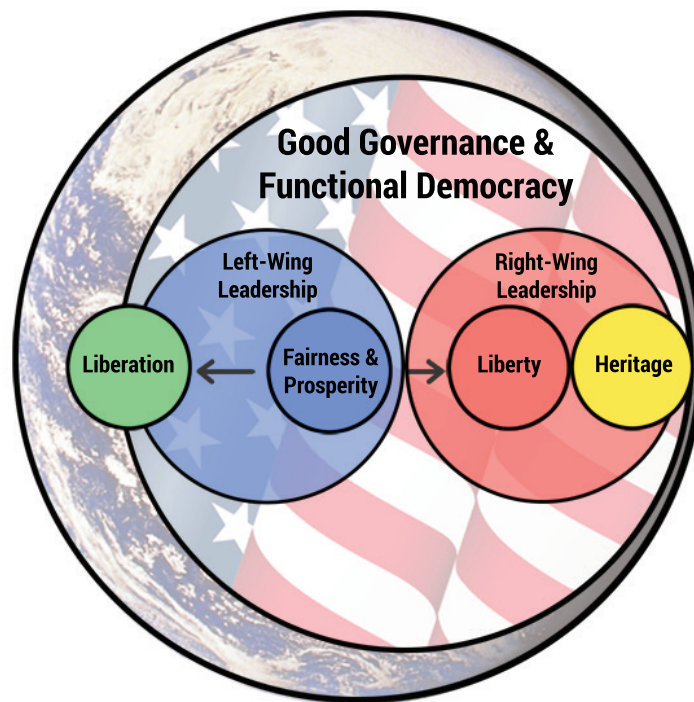 Good Governance &
Functional Democracy
Left-Wing
Leadership
Right-Wing
Leadership
Liberation
Fairness &
Prosperity
Liberty
Heritage